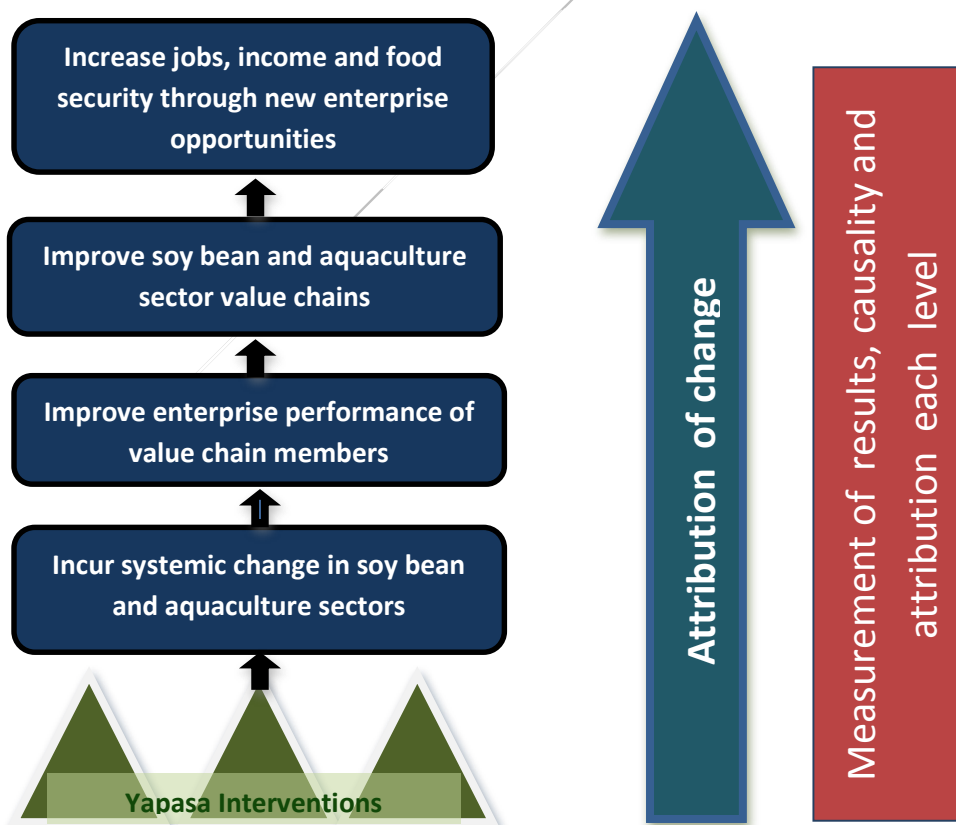 Increase jobs, income and food
security through new enterprise
opportunities
Improve soy bean and aquaculture
sector value chains
Improve enterprise performance of
value chain members
Incur systemic change in soy bean
and aquaculture sectors
Yapasa Interventions
Attribution of change
Measurement of results, causality and
attribution each level